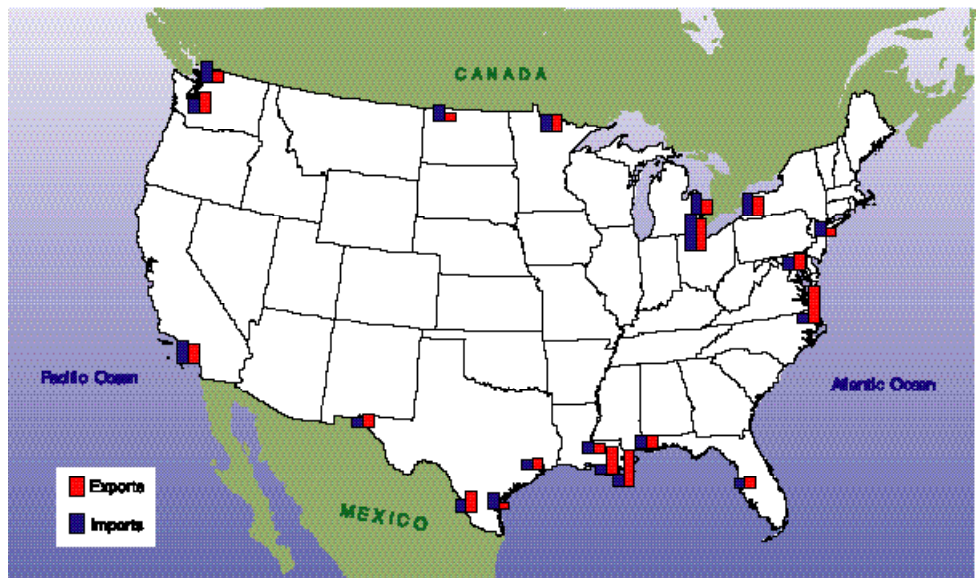 CANADA
Pacific Ocean
Atlantic Ocean
Exports
Imports
MEXICO